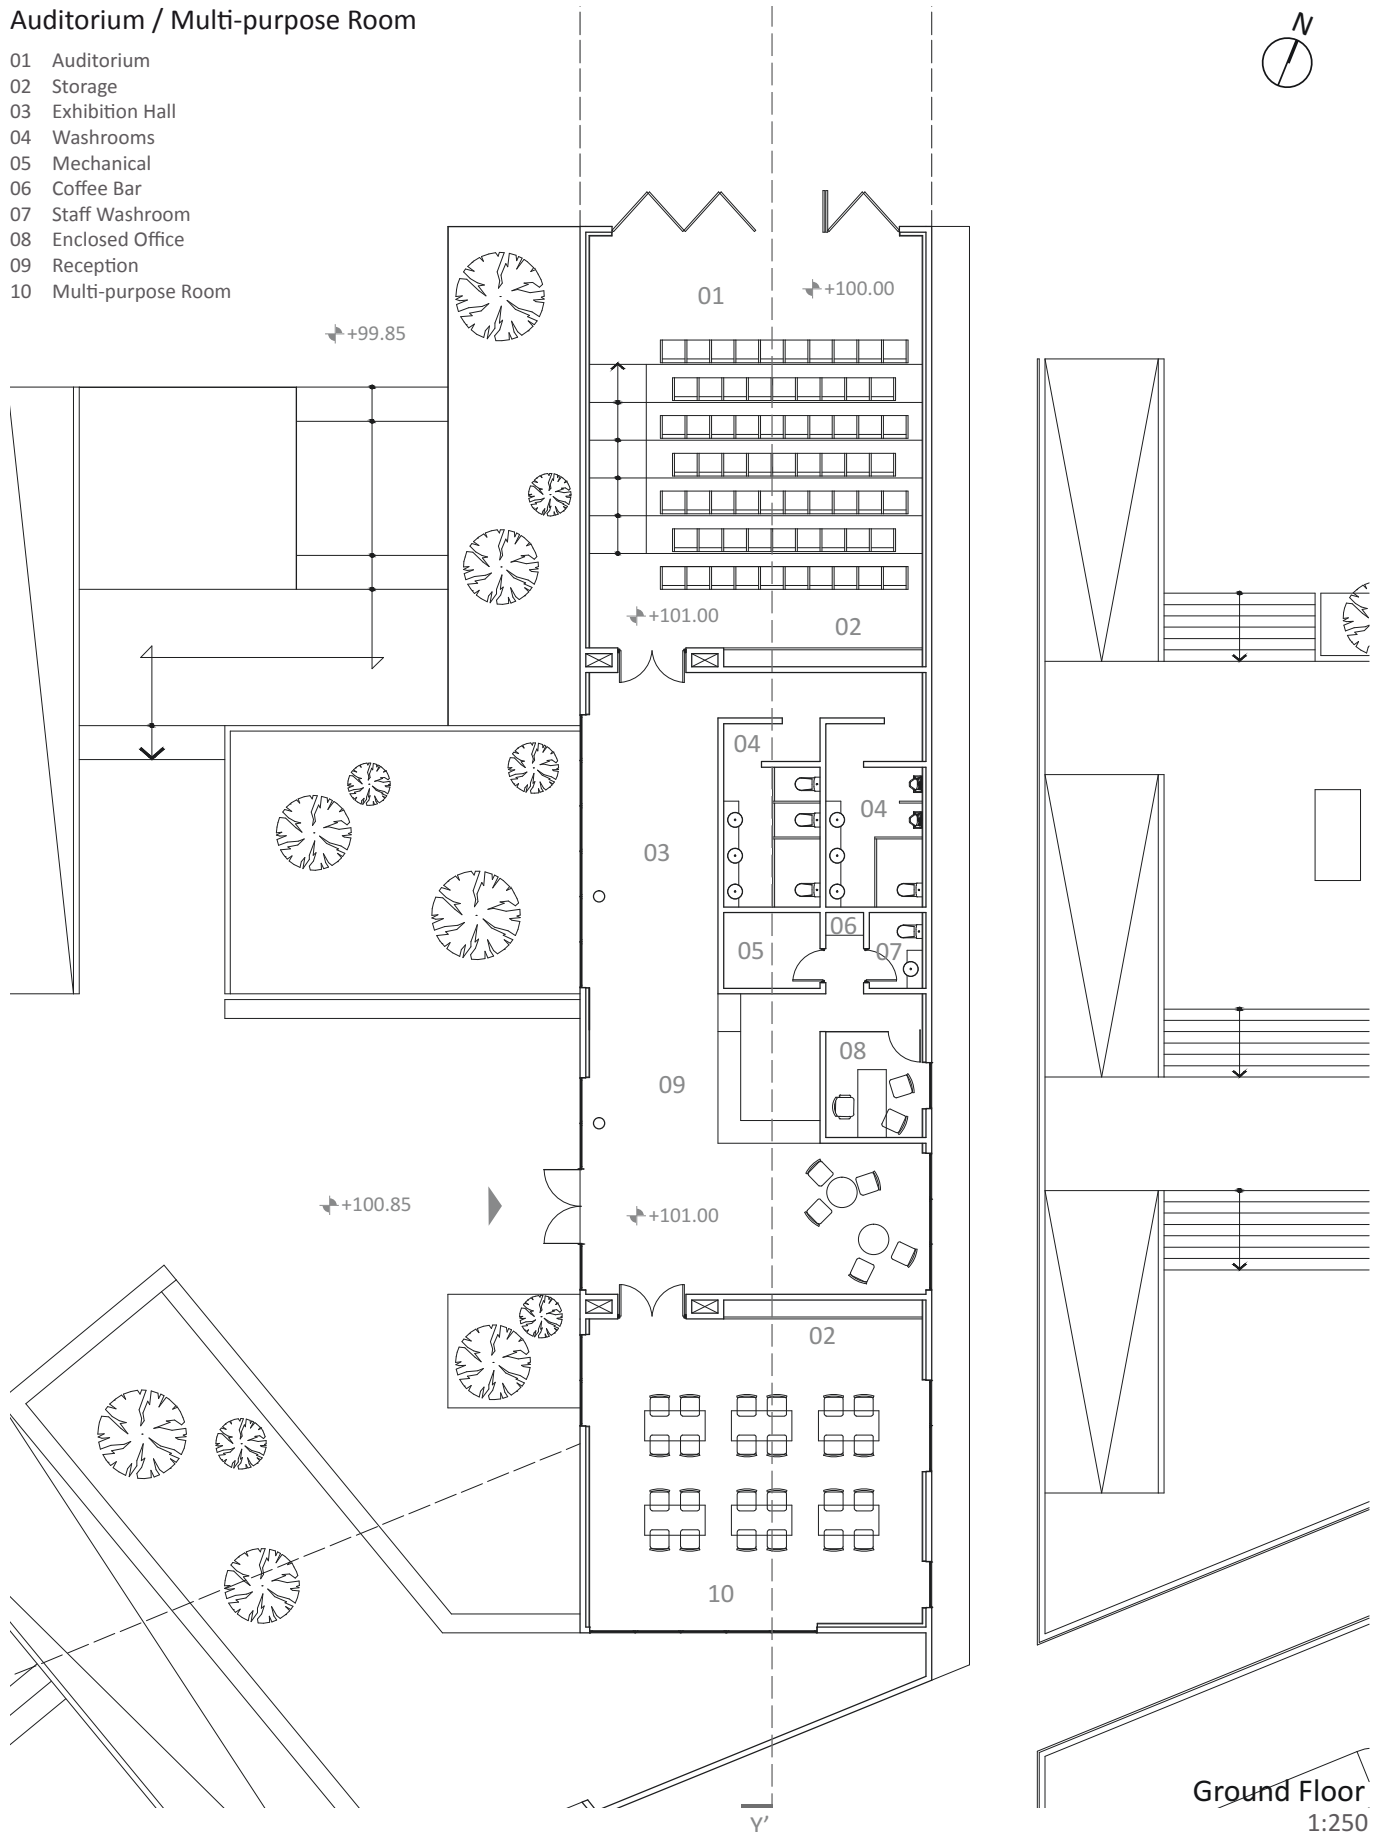 Auditorium / Multi-purpose Room
N
01 Auditorium
02 Storage
03 Exhibition Hall
04 Washrooms
05 Mechanical
06 Coffee Bar
07 Staff Washroom
08 Enclosed Office
09 Reception
10 Multi-purpose Room
01
+100.00
+99.85
+101.00
02
04
04
03
06
05
07
08
09
+100.85
+101.00
02
10
Ground Floor
1:250
Y'